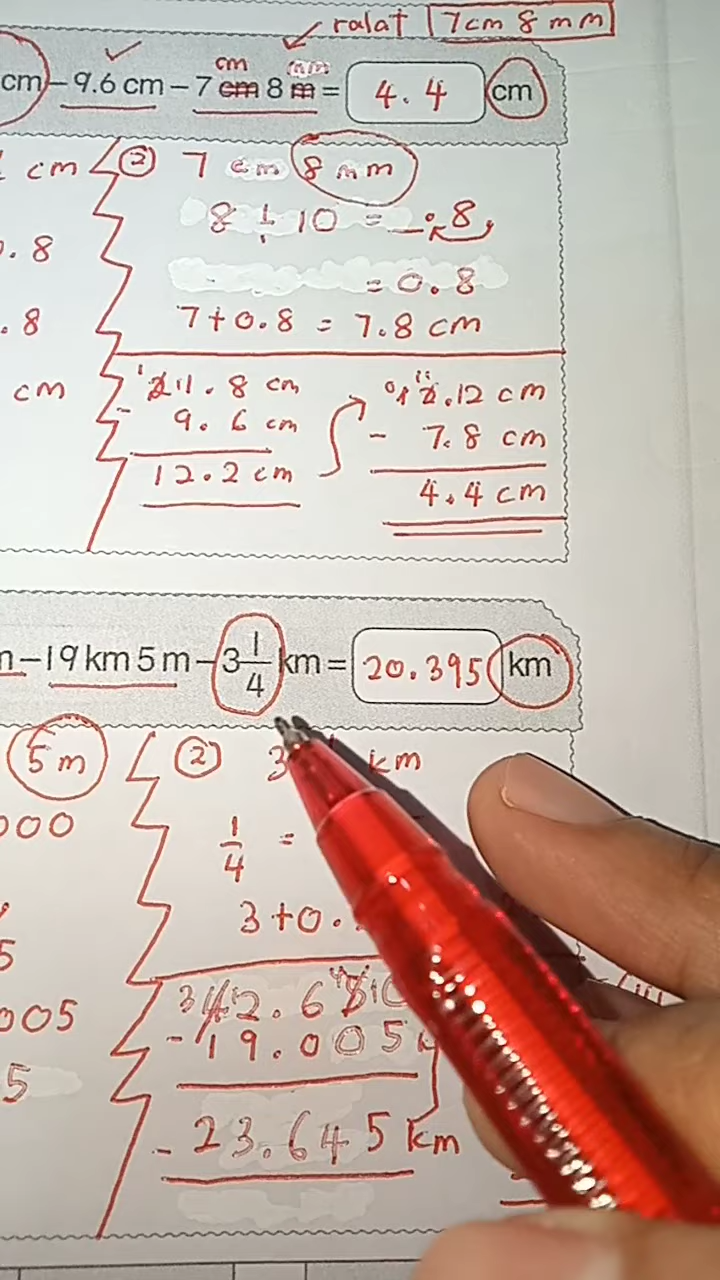 ralat 7cm 8mm
cm - 9.6 cm - 7 cm cm 8 mm m = 4.4 cm
cm
② 7 cm 8 mm
8 ÷ 10 = .8
.8
= 0.8
.8
7 + 0.8 = 7.8 cm
cm
21.8 cm
- 9.6 cm
12.2 cm
12.12 cm
- 7.8 cm
4.4 cm
- 19 km 5 m - 3 1/4 km = 20.395 km
5 m
② 3 km
000
1/4 =
5
3 + 0.
005
42.6510
- 19.005
5
- 23.645 km